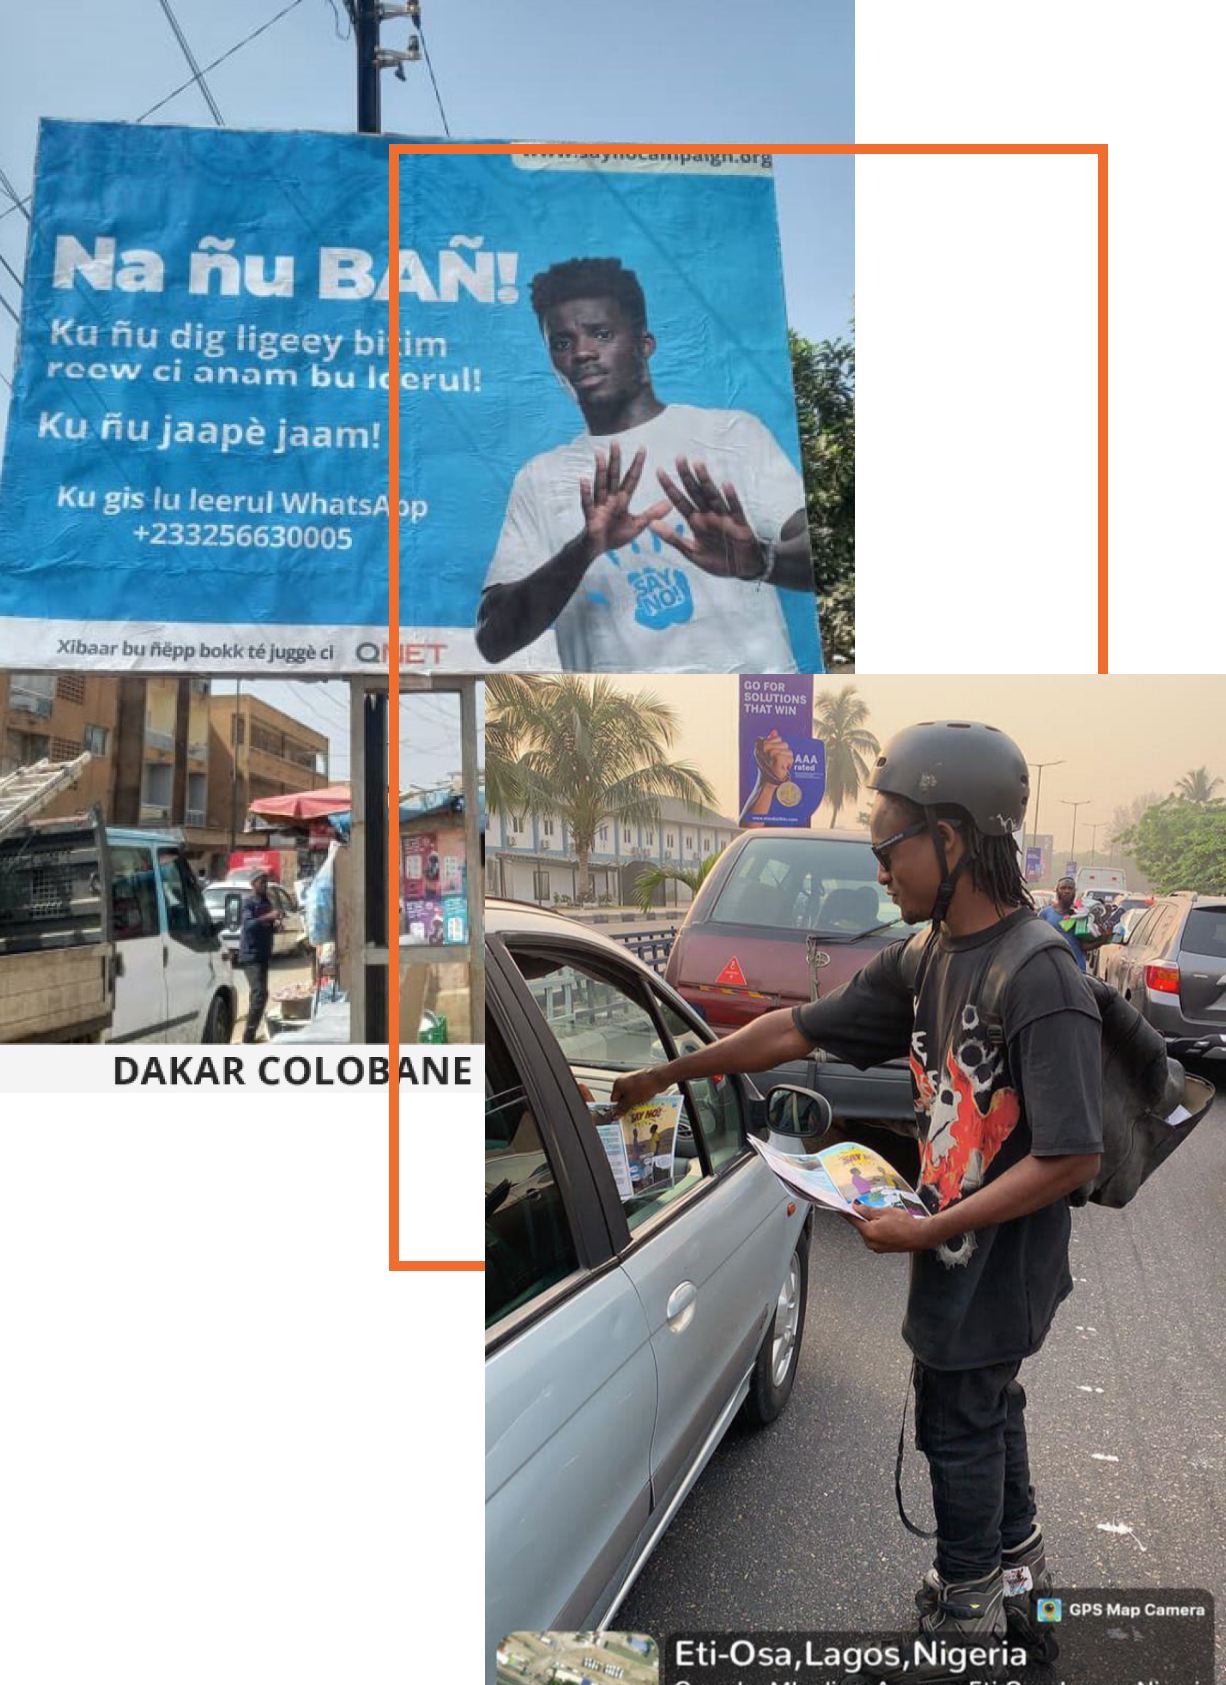 www.saynocampaign.org
Na ñu BAÑ!
Ku ñu dig ligeey bitim
reew ci anam bu leerul!
Ku ñu jaapè jaam!
Ku gis lu leerul WhatsApp
+233256630005
SAY
NO!
Xibaar bu ñëpp bokk té juggè ci QNET
DAKAR COLOBANE
GO FOR
SOLUTIONS
THAT WIN
AAA
rated
SAY NO!
GPS Map Camera
Eti-Osa,Lagos,Nigeria